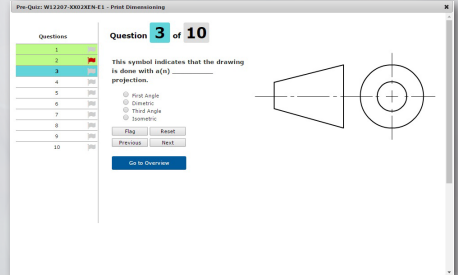 Pre-Quiz: W12207-XX02XEN-E1 - Print Dimensioning
Questions
1
2
3
4
5
6
7
8
9
10
Question 3 of 10
This symbol indicates that the drawing
is done with a(n) __________
projection.
First Angle
Dimetric
Third Angle
Isometric
Flag Reset
Previous Next
Go to Overview